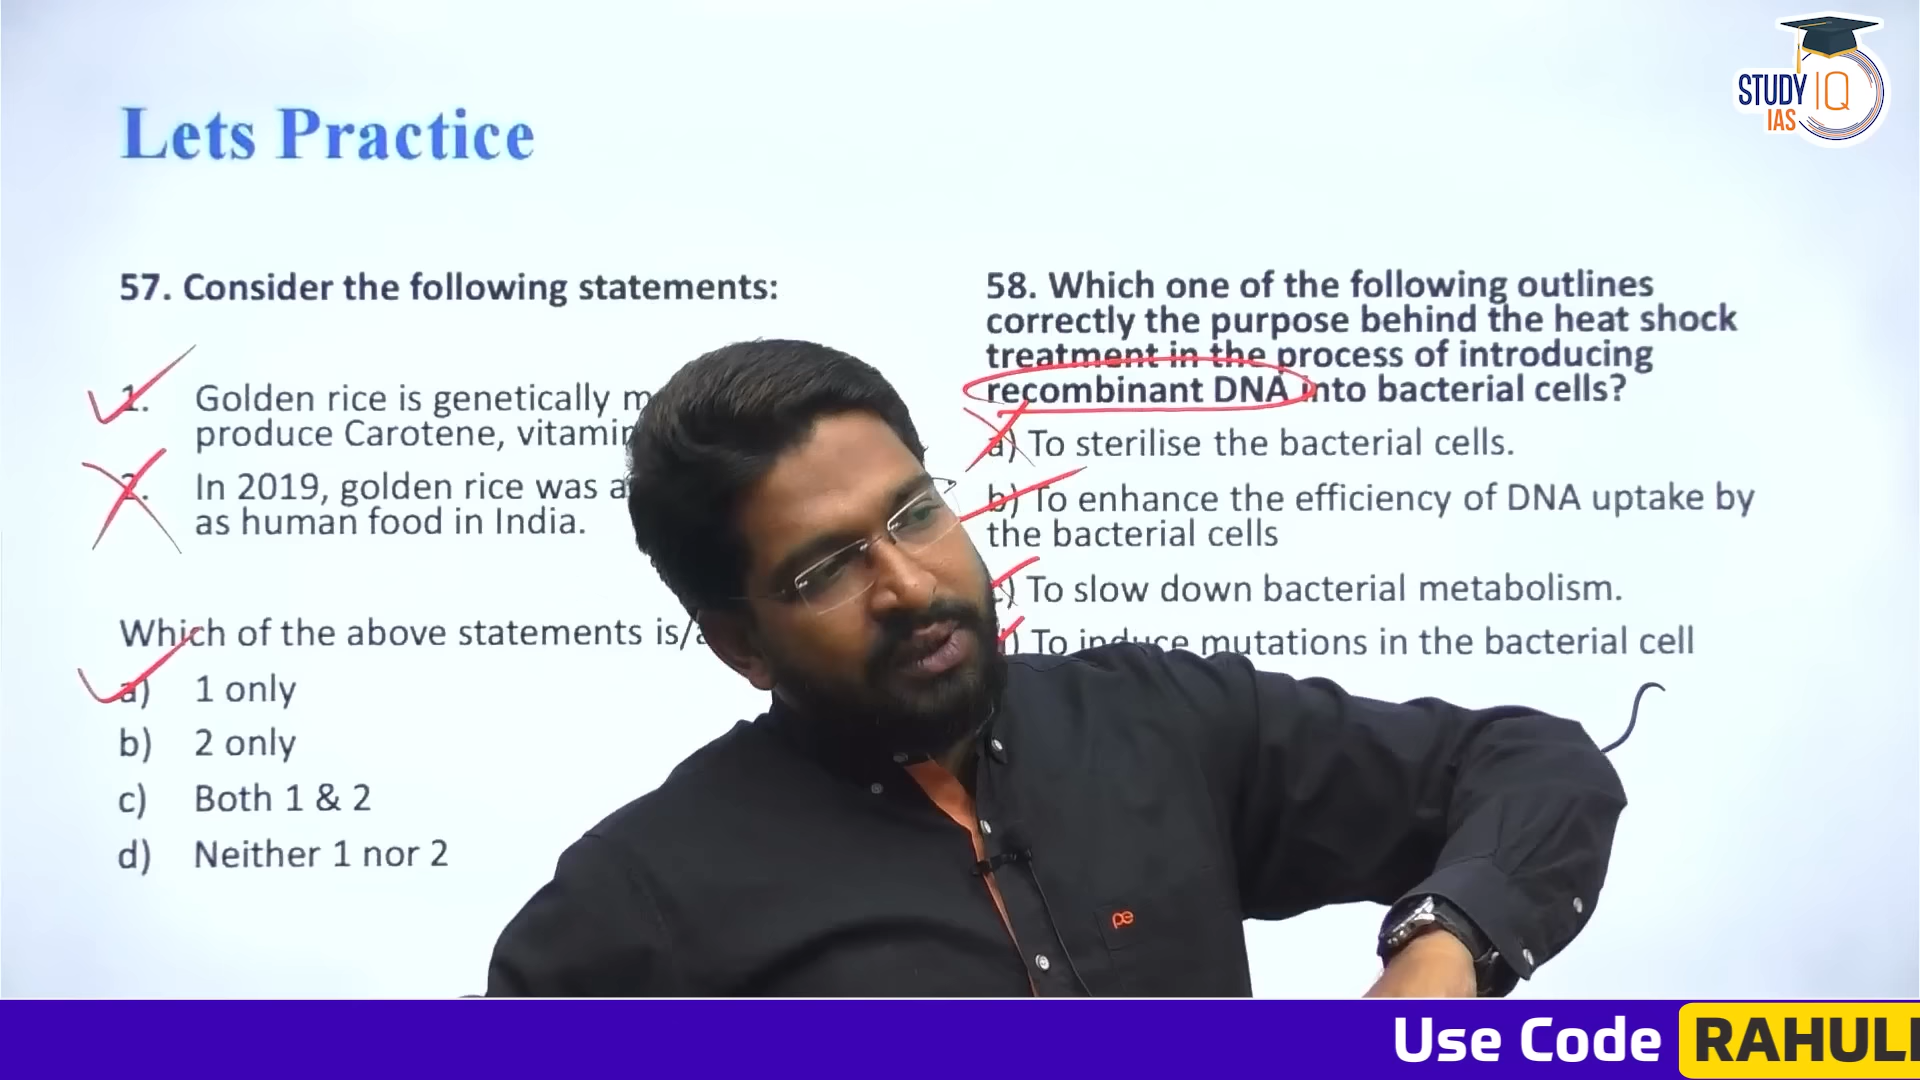 STUDY IQ
IAS
Lets Practice
57. Consider the following statements:
1. Golden rice is genetically
produce Carotene,
2. In 2019, golden rice was
as human food in India.
Which of the above statements
a) 1 only
b) 2 only
c) Both 1 & 2
d) Neither 1 nor 2
58. Which one of the following outlines
correctly the purpose behind the heat shock
treatment in the process of introducing
recombinant DNA into bacterial cells?
a) To sterilise the bacterial cells.
b) To enhance the efficiency of DNA uptake by
the bacterial cells
To slow down bacterial metabolism.
To induce mutations in the bacterial cell
pe
Use Code RAHUL